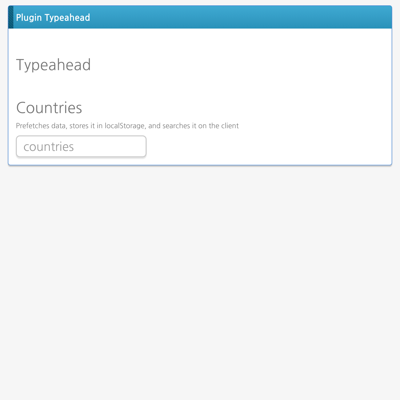 Plugin Typeahead
Typeahead
Countries
Prefetches data, stores it in localStorage, and searches it on the client
countries